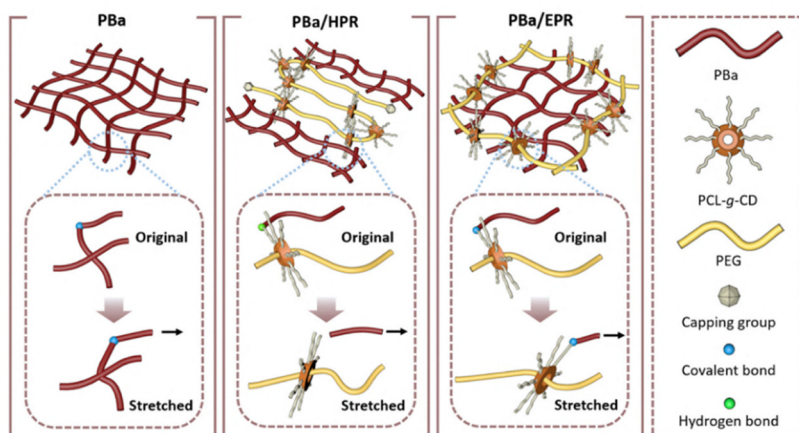 PBa
PBa/HPR
PBa/EPR
Original
Stretched
Original
Stretched
Original
Stretched
PBa
PCL-g-CD
PEG
Capping group
Covalent bond
Hydrogen bond